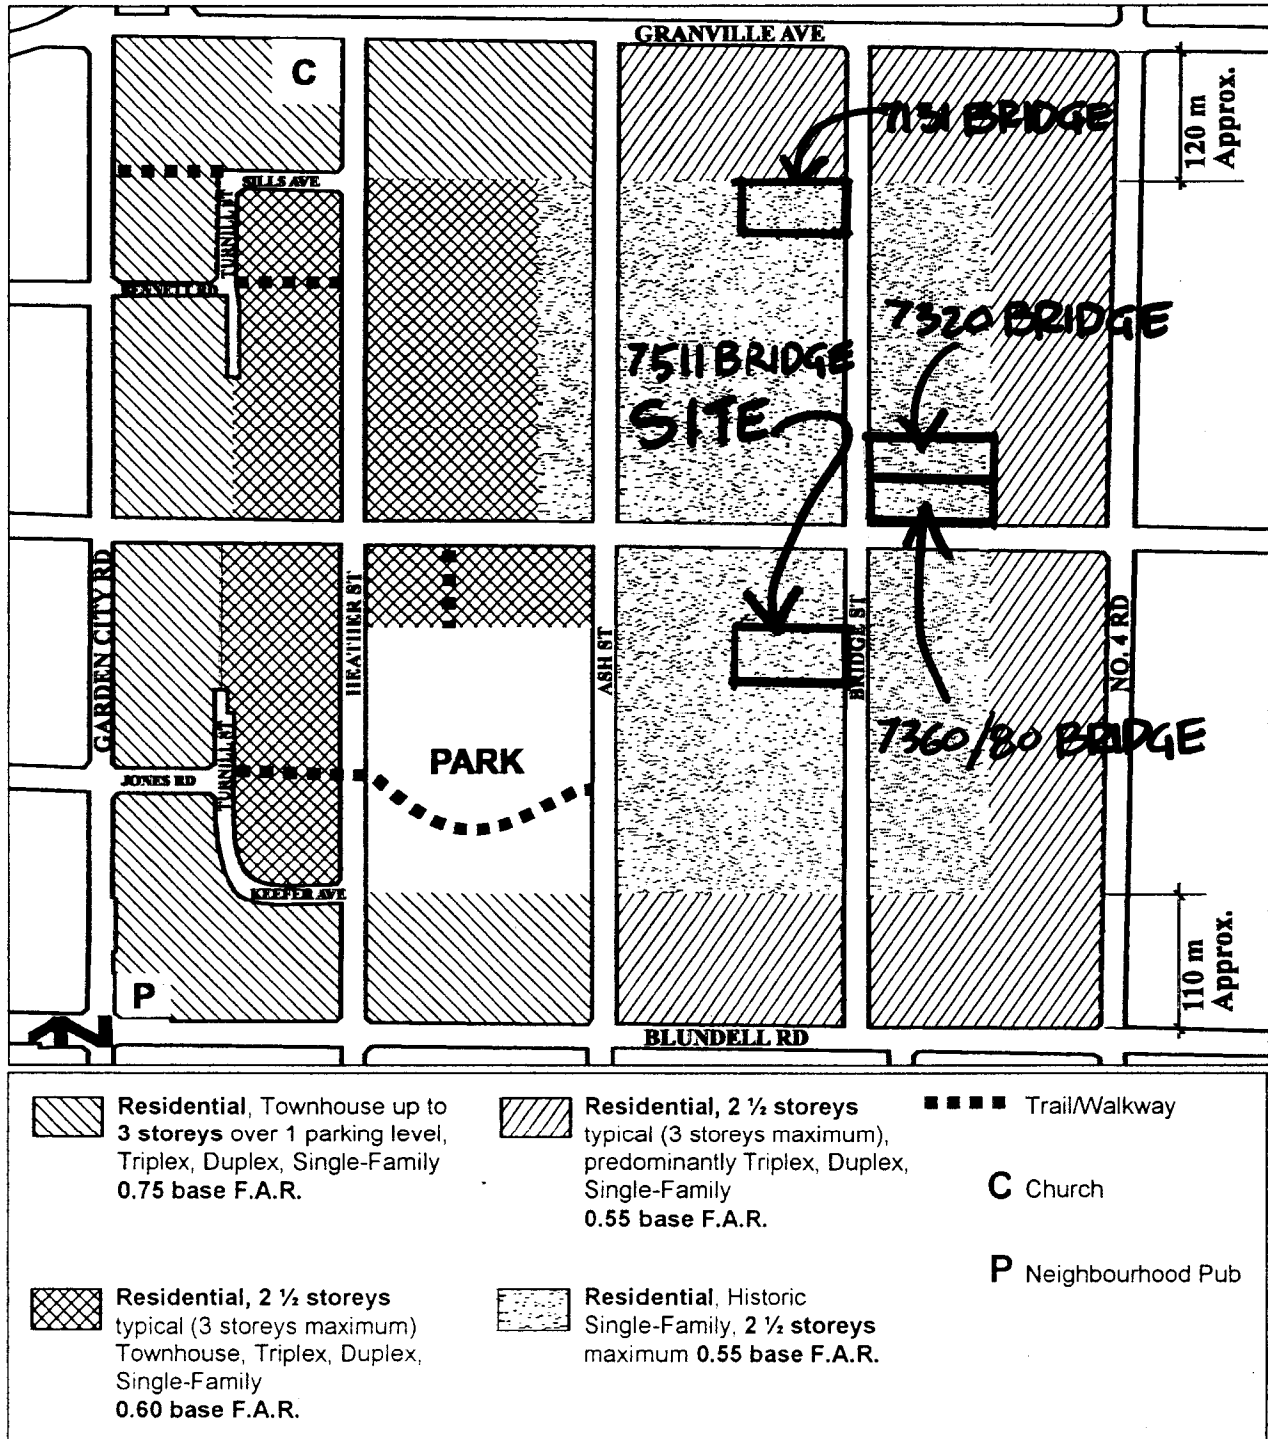 GRANVILLE AVE
C
7131 BRIDGE
120 m
Approx.
SILLS AVE
TURNILL ST
BENNETT RD
7320 BRIDGE
7511 BRIDGE
SITE
GARDEN CITY RD
HEATHER ST
ASH ST
BRIDGE ST
NO. 4 RD
7360/80 BRIDGE
PARK
JONES RD
TURNILL ST
KEEFER AVE
110 m
Approx.
P
BLUNDELL RD
Residential, Townhouse up to
3 storeys over 1 parking level,
Triplex, Duplex, Single-Family
0.75 base F.A.R.
Residential, 2 ½ storeys
typical (3 storeys maximum),
predominantly Triplex, Duplex,
Single-Family
0.55 base F.A.R.
Trail/Walkway
C Church
P Neighbourhood Pub
Residential, 2 ½ storeys
typical (3 storeys maximum)
Townhouse, Triplex, Duplex,
Single-Family
0.60 base F.A.R.
Residential, Historic
Single-Family, 2 ½ storeys
maximum 0.55 base F.A.R.